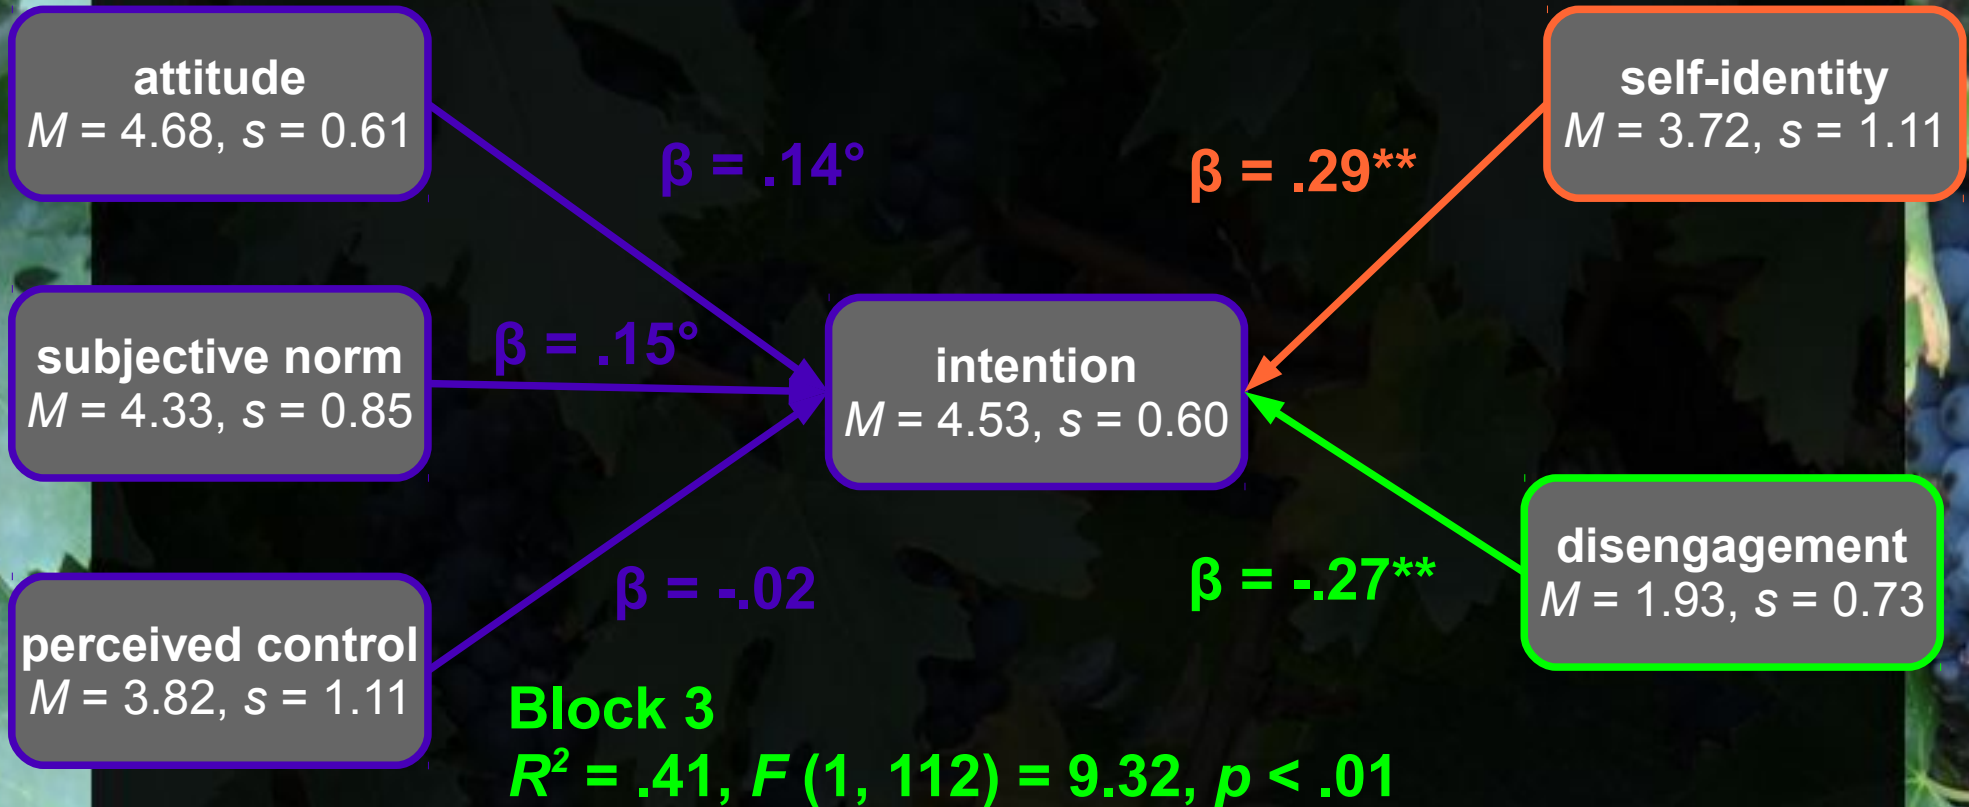 attitude
M = 4.68, s = 0.61
β = .14°
self-identity
M = 3.72, s = 1.11
β = .29**
subjective norm
M = 4.33, s = 0.85
β = .15°
intention
M = 4.53, s = 0.60
perceived control
M = 3.82, s = 1.11
β = -.02
disengagement
M = 1.93, s = 0.73
β = -.27**
Block 3
R² = .41, F (1, 112) = 9.32, p < .01